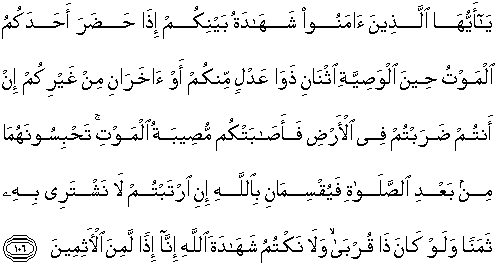 يَـٰٓأَيُّهَا ٱلَّذِينَ ءَامَنُوا۟ شَهَـٰدَةُ بَيْنِكُمْ إِذَا حَضَرَ أَحَدَكُمُ
ٱلْمَوْتُ حِينَ ٱلْوَصِيَّةِ ٱثْنَانِ ذَوَا عَدْلٍ مِّنكُمْ أَوْ ءَاخَرَانِ مِنْ غَيْرِكُمْ إِنْ
أَنتُمْ ضَرَبْتُمْ فِى ٱلْأَرْضِ فَأَصَـٰبَتْكُم مُّصِيبَةُ ٱلْمَوْتِ ۚ تَحْبِسُونَهُمَا
مِنۢ بَعْدِ ٱلصَّلَوٰةِ فَيُقْسِمَانِ بِٱللَّهِ إِنِ ٱرْتَبْتُمْ لَا نَشْتَرِى بِهِۦ
ثَمَنًا وَلَوْ كَانَ ذَا قُرْبَىٰ ۙ وَلَا نَكْتُمُ شَهَـٰدَةَ ٱللَّهِ إِنَّآ إِذًا لَّمِنَ ٱلْـَٔاثِمِينَ ١٠٦